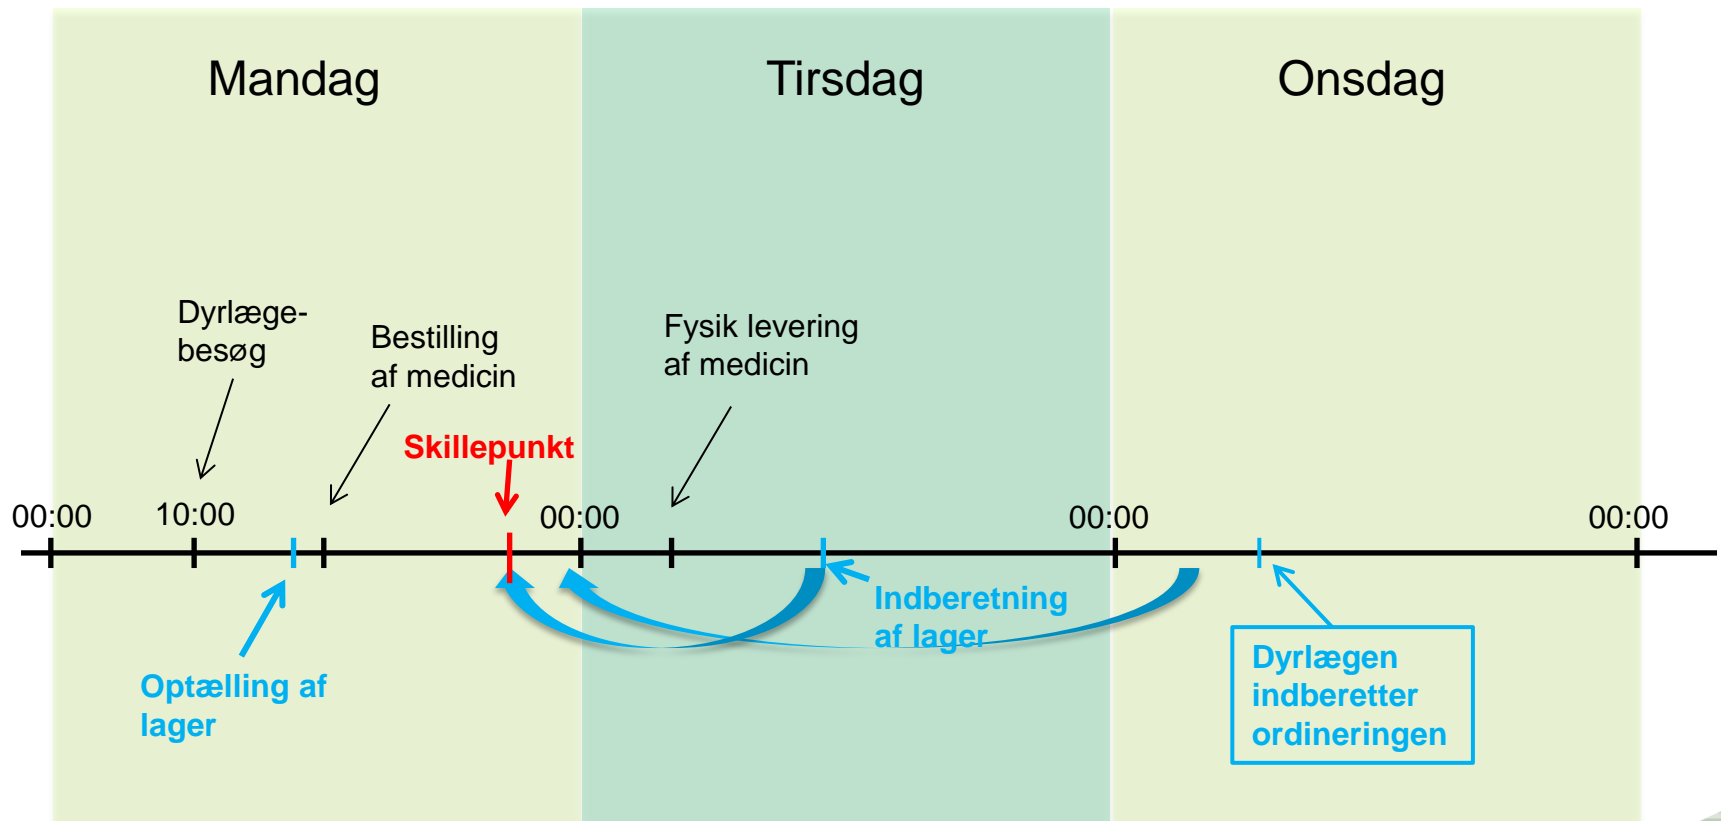 Mandag
Tirsdag
Onsdag
Dyrlæge-
besøg
Bestilling
af medicin
Fysik levering
af medicin
Skillepunkt
00:00
10:00
00:00
00:00
00:00
Optælling af
lager
Indberetning
af lager
Dyrlægen
indberetter
ordineringen